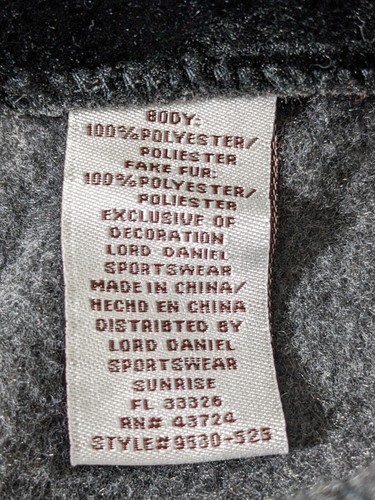 BODY:
100%POLYESTER/
POLIESTER
FAKE FUR:
100%POLYESTER/
POLIESTER
EXCLUSIVE OF
DECORATION
LORD DANIEL
SPORTSWEAR
MADE IN CHINA/
HECHO EN CHINA
DISTRIBTED BY
LORD DANIEL
SPORTSWEAR
SUNRISE
FL 33326
RN# 43724
STYLE#9530-525